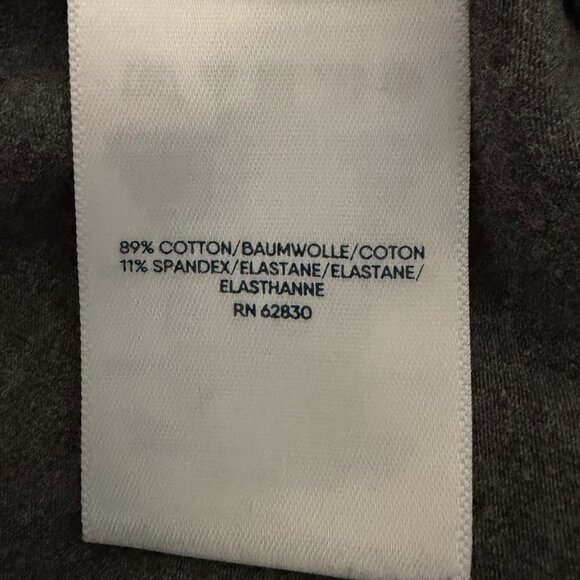 89% COTTON/BAUMWOLLE/COTON
11% SPANDEX/ELASTANE/ELASTANE/
ELASTHANNE
RN 62830